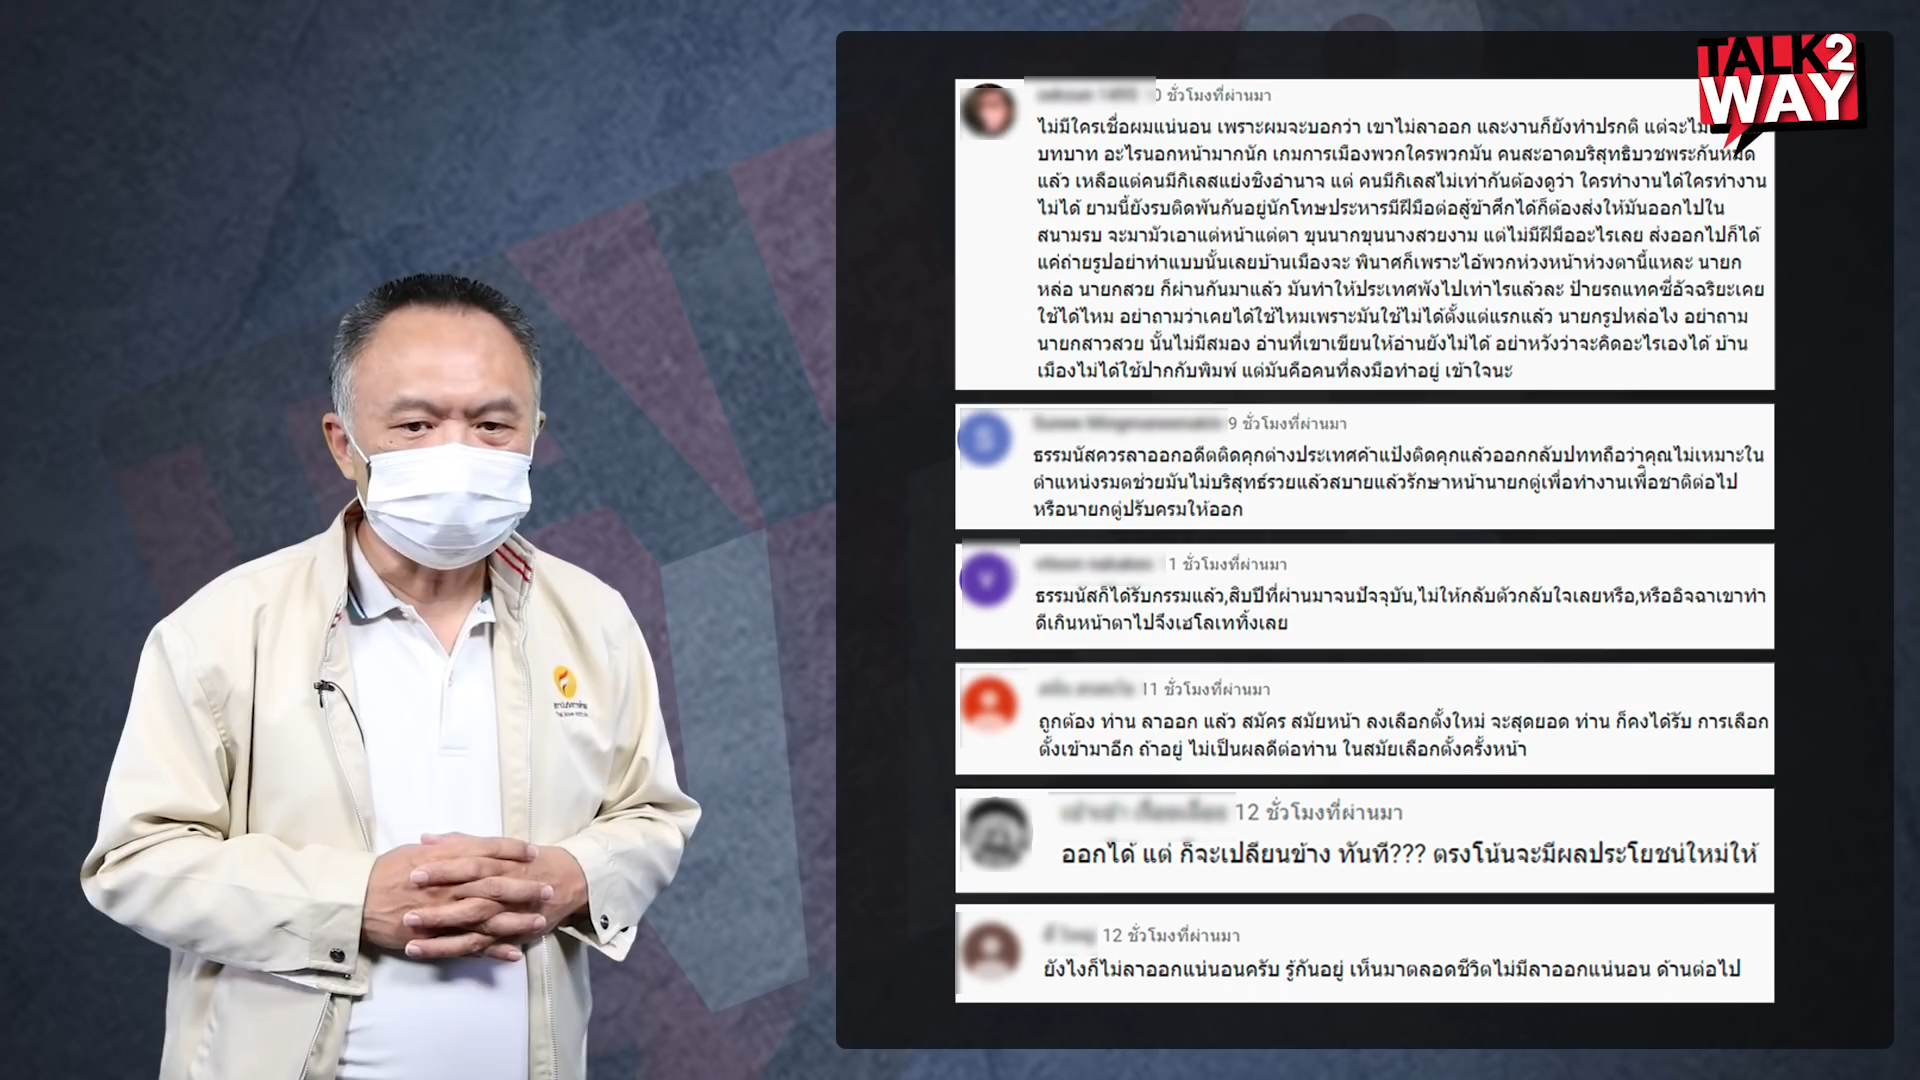 TALK2
WAY
0 ชั่วโมงที่ผ่านมา
ไม่มีใครเชื่อผมแน่นอน เพราะผมจะบอกว่า เขาไม่ลาออก และงานก็ยังทำปรกติ แต่จะไม่
บทบาท อะไรนอกหน้ามากนัก เกมการเมืองพวกใครพวกมัน คนสะอาดบริสุทธิบวชพระกันหมด
แล้ว เหลือแต่คนมีกิเลสแย่งชิงอำนาจ แต่ คนมีกิเลสไม่เท่ากันต้องดูว่า ใครทำงานได้ใครทำงาน
ไม่ได้ ยามนี้ยังรบติดพันกันอยู่นักโทษประหารมีฝีมือต่อสู้ข้าศึกได้ก็ต้องส่งให้มันออกไปใน
สนามรบ จะมามัวเอาแต่หน้าแต่ตา ขุนนากขุนนางสวยงาม แต่ไม่มีฝีมืออะไรเลย ส่งออกไปก็ได้
แค่ถ่ายรูปอย่าทำแบบนั้นเลยบ้านเมืองจะ พินาศก็เพราะไอ้พวกห่วงหน้าห่วงตานี้แหละ นายก
หล่อ นายกสวย ก็ผ่านกันมาแล้ว มันทำให้ประเทศพังไปเท่าไรแล้วละ ป้ายรถแทคซี่อัจฉริยะเคย
ใช้ได้ไหม อย่าถามว่าเคยได้ใช้ไหมเพราะมันใช้ไม่ได้ตั้งแต่แรกแล้ว นายกรูปหล่อไง อย่าถาม
นายกสาวสวย นั้นไม่มีสมอง อ่านที่เขาเขียนให้อ่านยังไม่ได้ อย่าหวังว่าจะคิดอะไรเองได้ บ้าน
เมืองไม่ได้ใช้ปากกับพิมพ์ แต่มันคือคนที่ลงมือทำอยู่ เข้าใจนะ
9 ชั่วโมงที่ผ่านมา
ธรรมนัสควรลาออกอดีตติดคุกต่างประเทศค้าแป้งติดคุกแล้วออกกลับปททถือว่าคุณไม่เหมาะใน
ตำแหน่งรมตช่วยมันไม่บริสุทธ์รวยแล้วสบายแล้วรักษาหน้านายกตู่เพื่อทำงานเพื่อชาติต่อไป
หรือนายกตู่ปรับครมให้ออก
11 ชั่วโมงที่ผ่านมา
ธรรมนัสก็ได้รับกรรมแล้ว,สิบปีที่ผ่านมาจนปัจจุบัน,ไม่ให้กลับตัวกลับใจเลยหรือ,หรืออิจฉาเขาทำ
ดีเกินหน้าตาไปจึงเฮโลเททิ้งเลย
11 ชั่วโมงที่ผ่านมา
ถูกต้อง ท่าน ลาออก แล้ว สมัคร สมัยหน้า ลงเลือกตั้งใหม่ จะสุดยอด ท่าน ก็คงได้รับ การเลือก
ตั้งเข้ามาอีก ถ้าอยู่ ไม่เป็นผลดีต่อท่าน ในสมัยเลือกตั้งครั้งหน้า
12 ชั่วโมงที่ผ่านมา
ออกได้ แต่ ก็จะเปลียนข้าง ทันที??? ตรงโน้นจะมีผลประโยชน์ใหม่ให้
12 ชั่วโมงที่ผ่านมา
ยังไงก็ไม่ลาออกแน่นอนครับ รู้กันอยู่ เห็นมาตลอดชีวิตไม่มีลาออกแน่นอน ด้านต่อไป